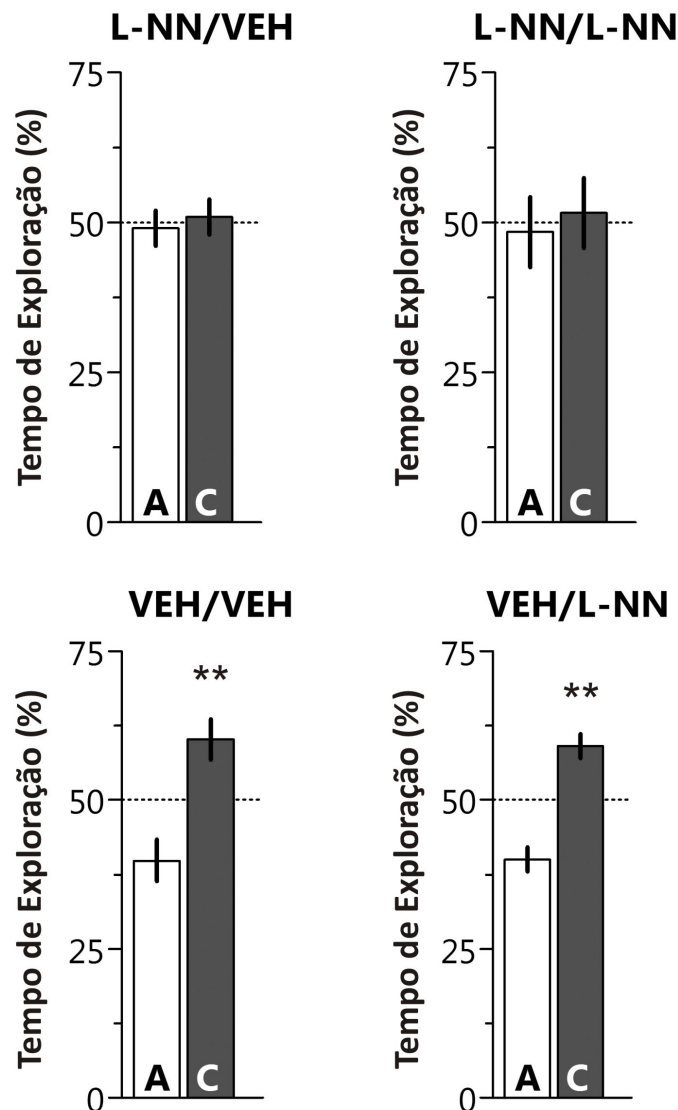 L-NN/VEH
Tempo de Exploração (%)
75
50
25
0
A C
L-NN/L-NN
Tempo de Exploração (%)
75
50
25
0
A C
VEH/VEH
Tempo de Exploração (%)
75
50
25
0
**
A C
VEH/L-NN
Tempo de Exploração (%)
75
50
25
0
**
A C